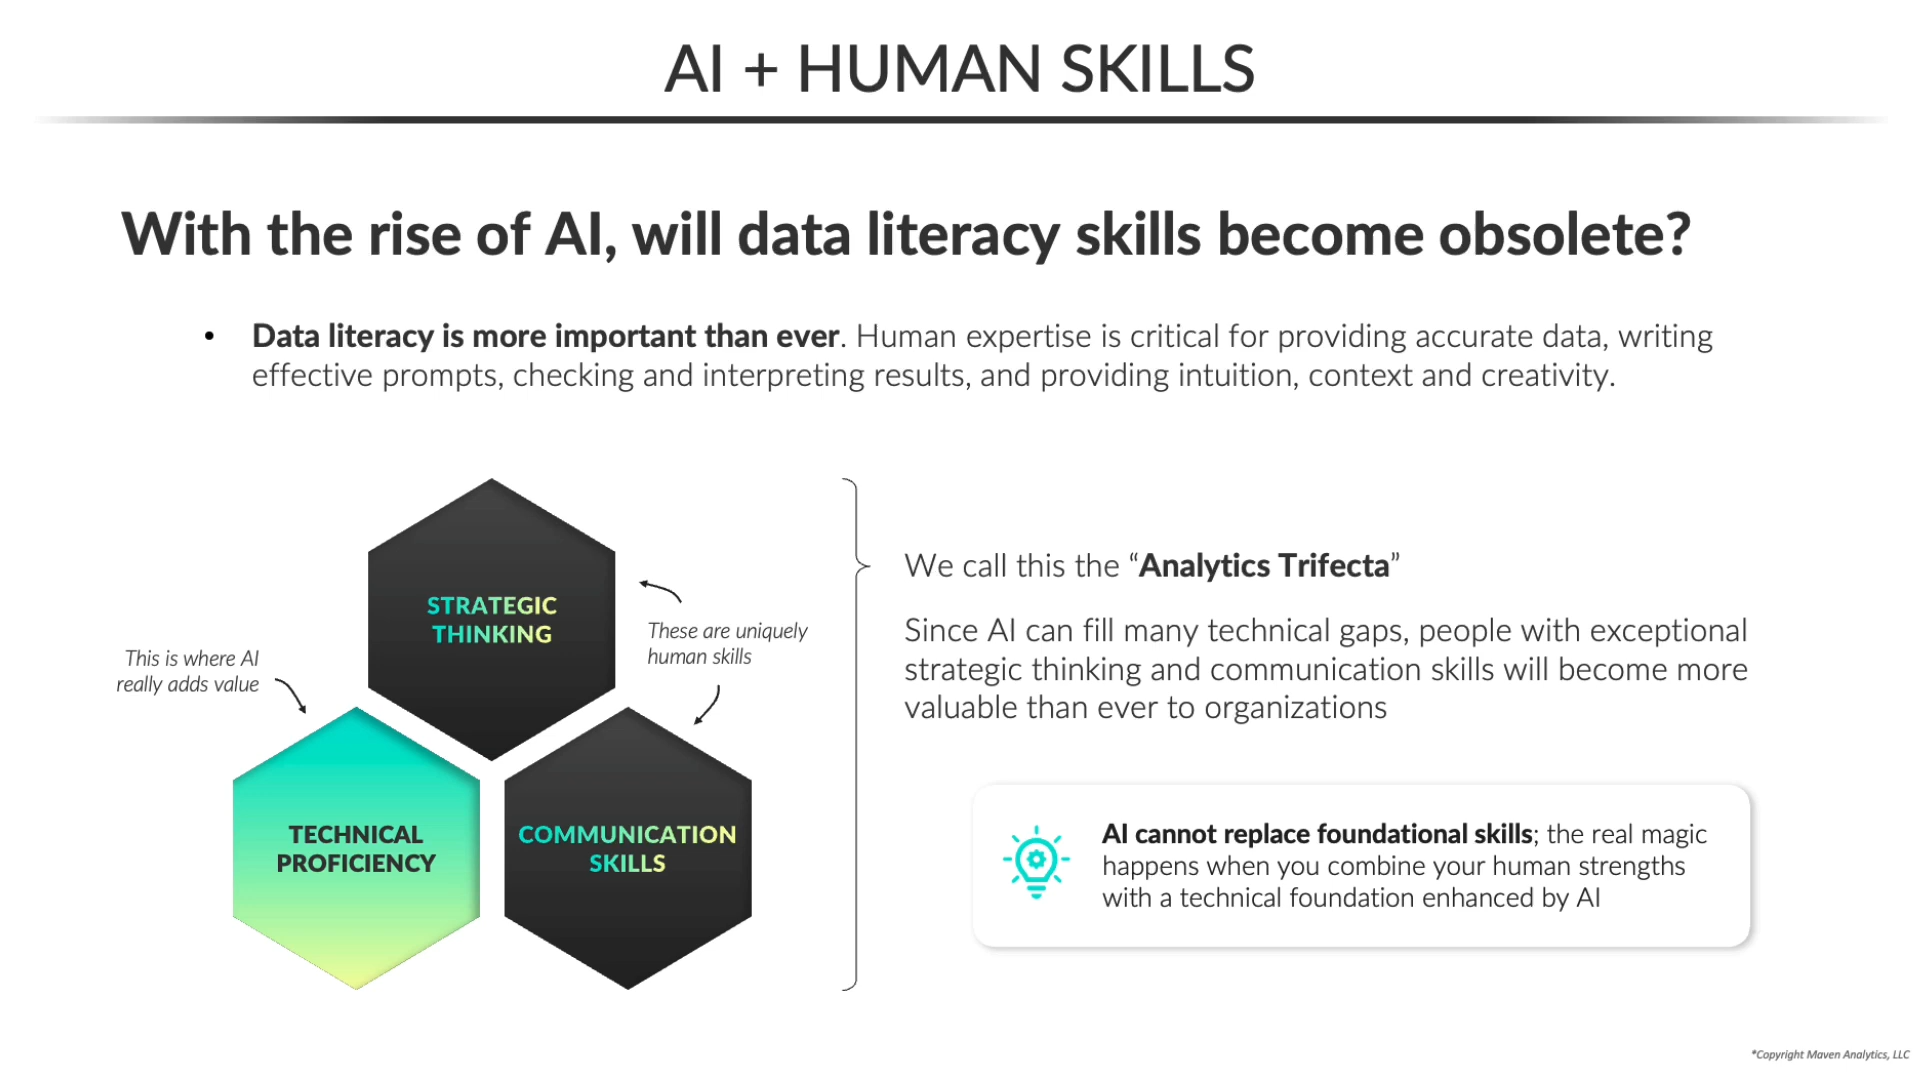 AI + HUMAN SKILLS
With the rise of AI, will data literacy skills become obsolete?
• Data literacy is more important than ever. Human expertise is critical for providing accurate data, writing
effective prompts, checking and interpreting results, and providing intuition, context and creativity.
STRATEGIC
THINKING
These are uniquely
human skills
This is where AI
really adds value
TECHNICAL
PROFICIENCY
COMMUNICATION
SKILLS
We call this the “Analytics Trifecta”
Since AI can fill many technical gaps, people with exceptional
strategic thinking and communication skills will become more
valuable than ever to organizations
AI cannot replace foundational skills; the real magic
happens when you combine your human strengths
with a technical foundation enhanced by AI
*Copyright Maven Analytics, LLC